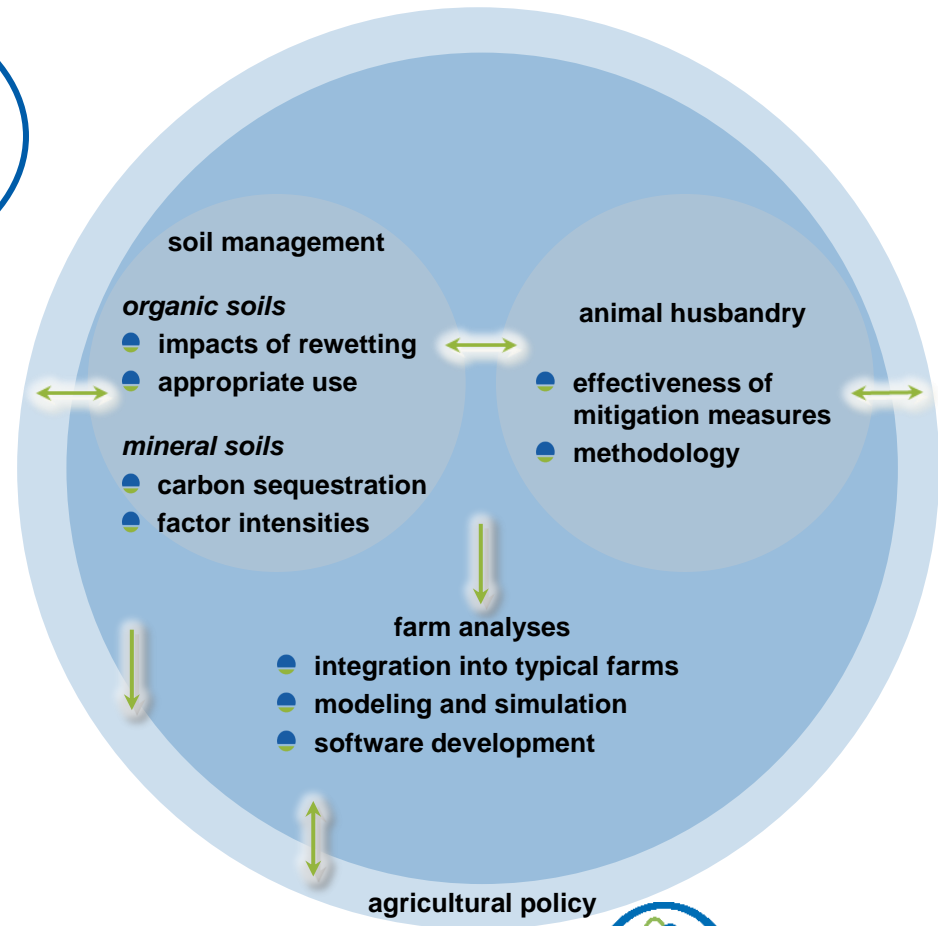 soil management
organic soils
impacts of rewetting
appropriate use
mineral soils
carbon sequestration
factor intensities
animal husbandry
effectiveness of
mitigation measures
methodology
farm analyses
integration into typical farms
modeling and simulation
software development
agricultural policy